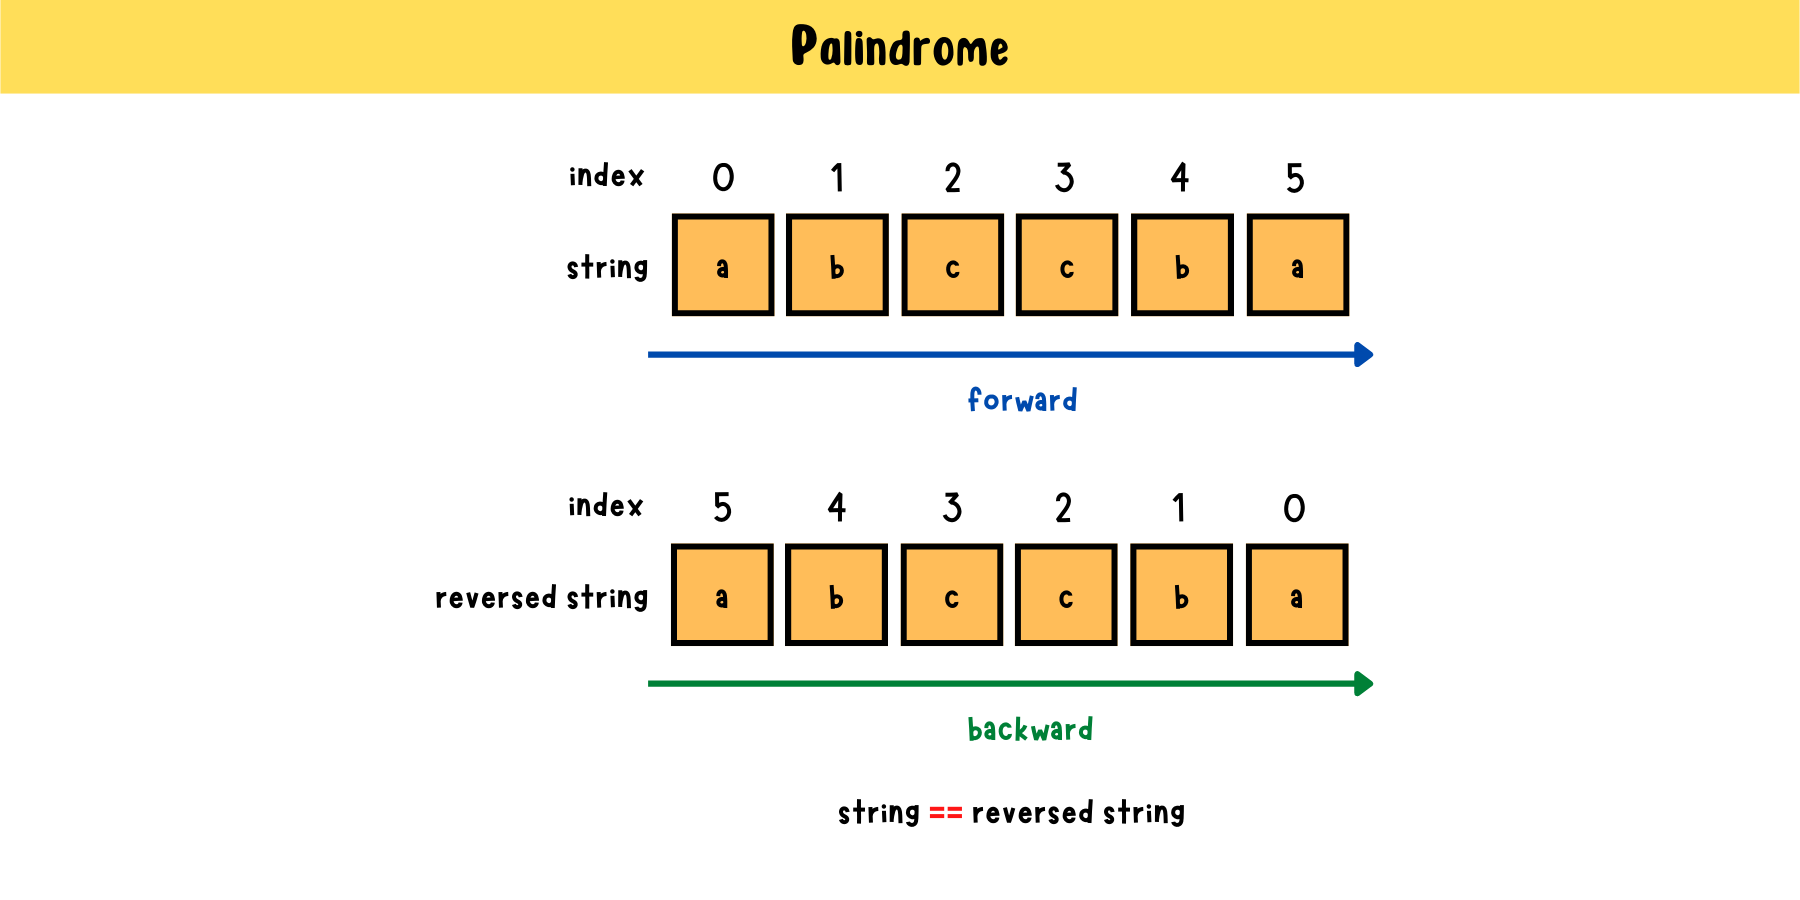 Palindrome
index 0 1 2 3 4 5
string a b c c b a
forward
index 5 4 3 2 1 0
reversed string a b c c b a
backward
string == reversed string